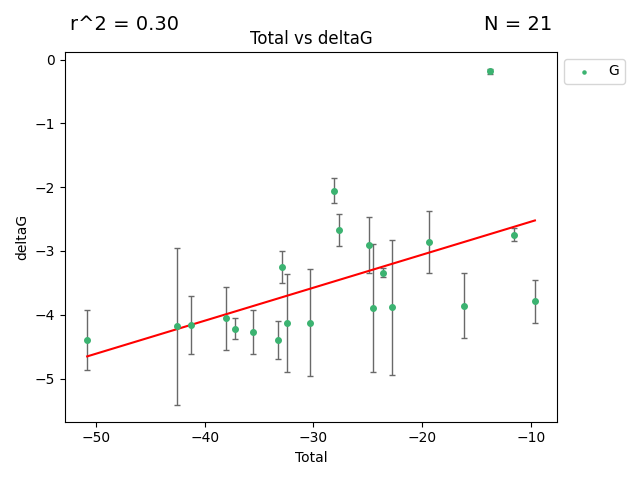 r^2 = 0.30
N = 21
Total vs deltaG
G
0
−1
−2
−3
−4
−5
deltaG
−50
−40
−30
−20
−10
Total